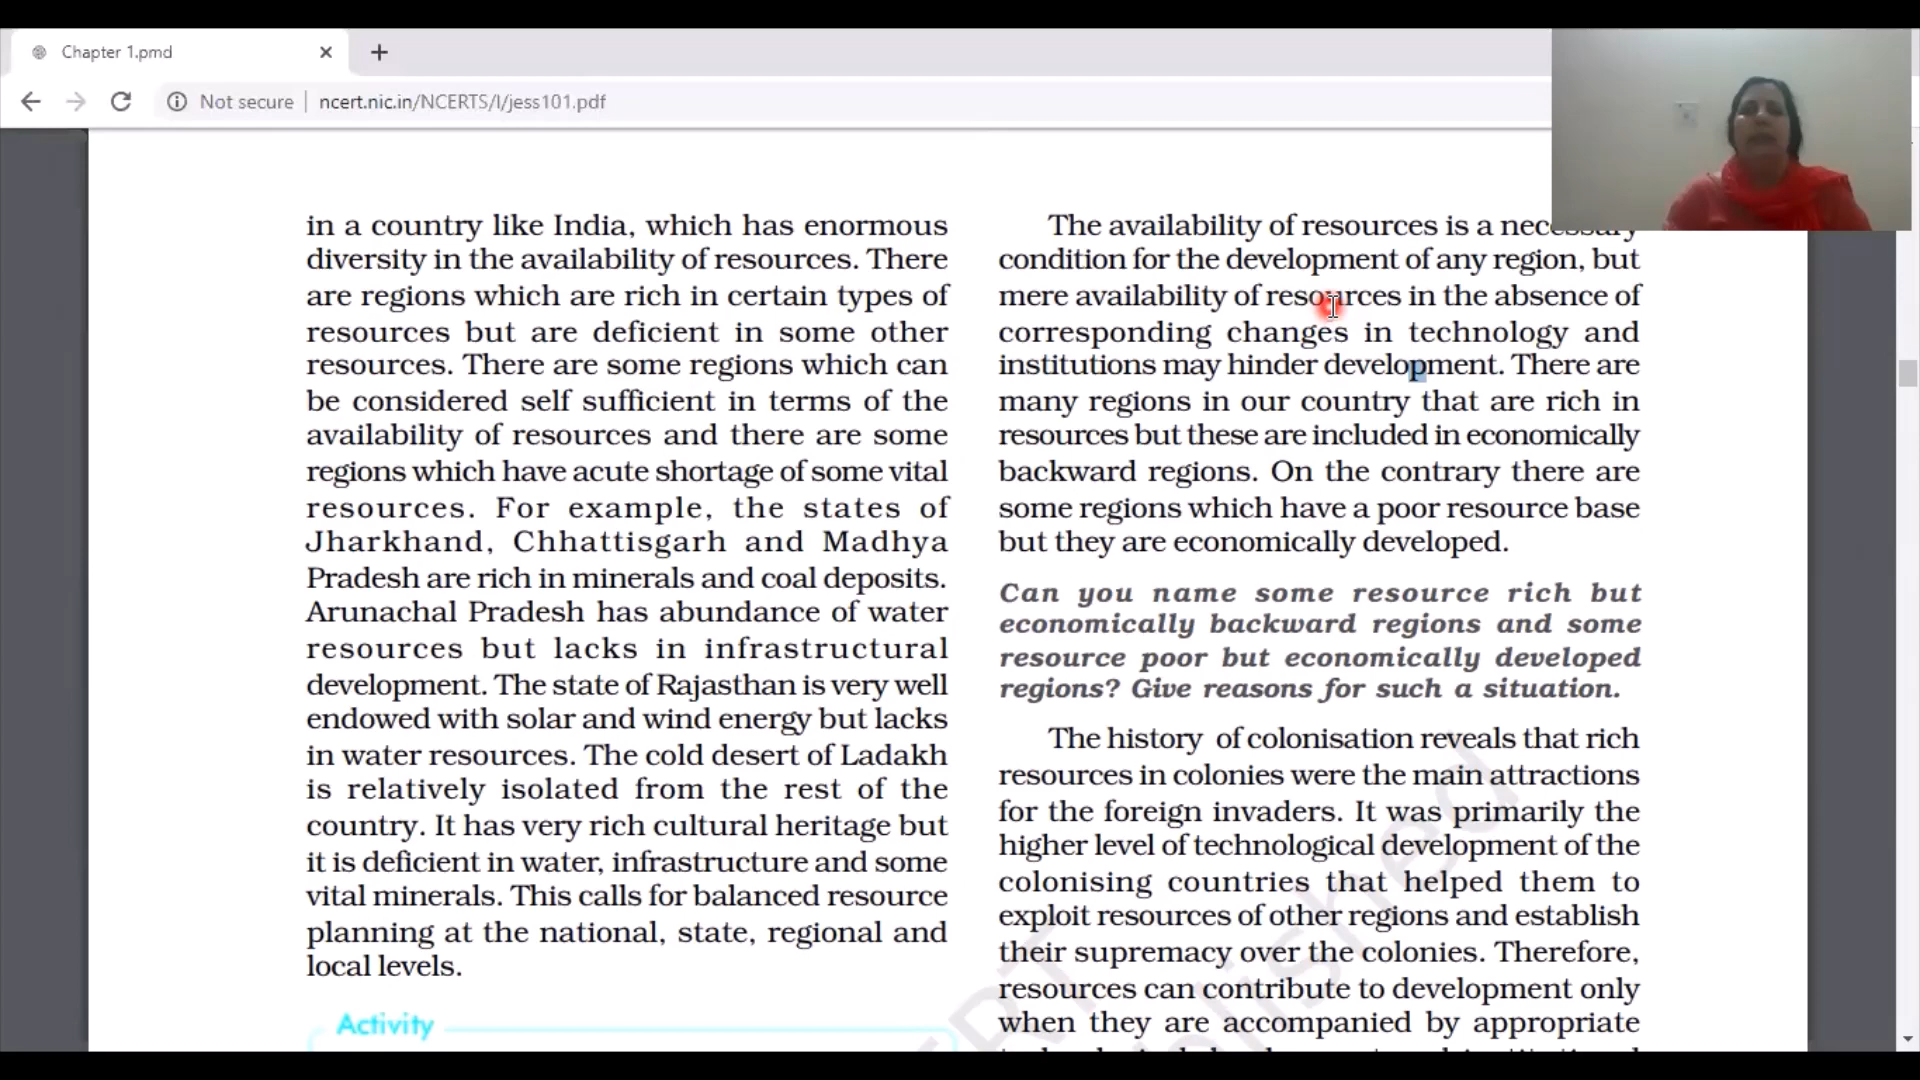 Chapter 1.pmd
Not secure
ncert.nic.in/NCERTS/l/jess101.pdf
in a country like India, which has enormous
diversity in the availability of resources. There
are regions which are rich in certain types of
resources but are deficient in some other
resources. There are some regions which can
be considered self sufficient in terms of the
availability of resources and there are some
regions which have acute shortage of some vital
resources. For example, the states of
Jharkhand, Chhattisgarh and Madhya
Pradesh are rich in minerals and coal deposits.
Arunachal Pradesh has abundance of water
resources but lacks in infrastructural
development. The state of Rajasthan is very well
endowed with solar and wind energy but lacks
in water resources. The cold desert of Ladakh
is relatively isolated from the rest of the
country. It has very rich cultural heritage but
it is deficient in water, infrastructure and some
vital minerals. This calls for balanced resource
planning at the national, state, regional and
local levels.
Activity
The availability of resources is a necessary
condition for the development of any region, but
mere availability of resources in the absence of
corresponding changes in technology and
institutions may hinder development. There are
many regions in our country that are rich in
resources but these are included in economically
backward regions. On the contrary there are
some regions which have a poor resource base
but they are economically developed.
Can you name some resource rich but
economically backward regions and some
resource poor but economically developed
regions? Give reasons for such a situation.
The history of colonisation reveals that rich
resources in colonies were the main attractions
for the foreign invaders. It was primarily the
higher level of technological development of the
colonising countries that helped them to
exploit resources of other regions and establish
their supremacy over the colonies. Therefore,
resources can contribute to development only
when they are accompanied by appropriate